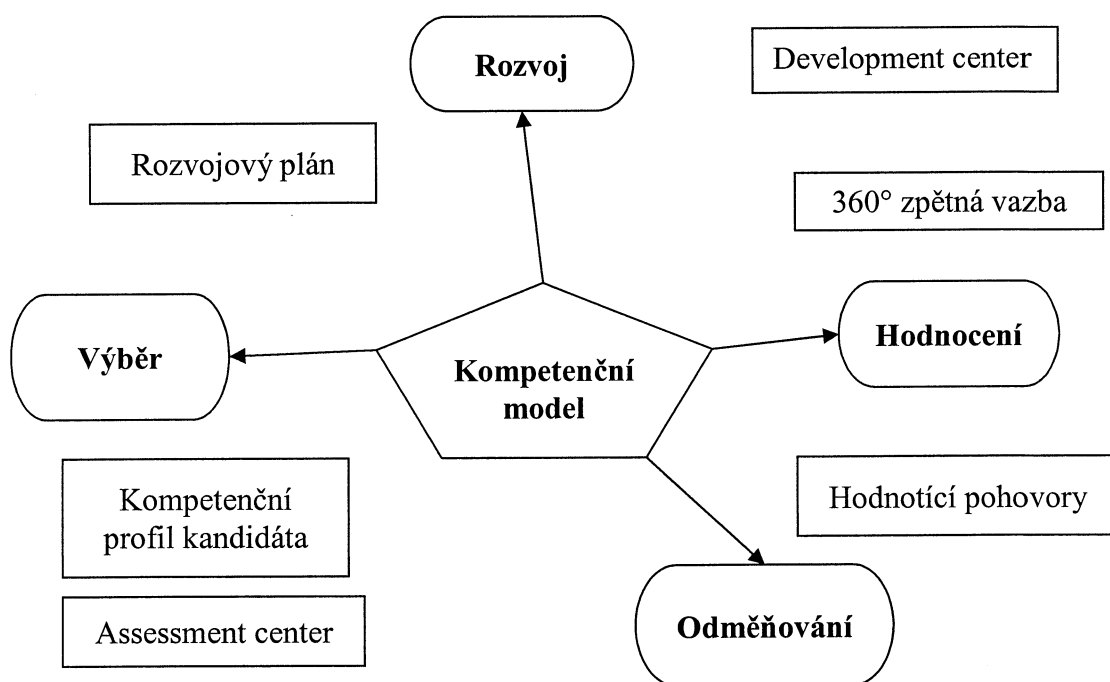 Rozvoj
Development center
Rozvojový plán
360° zpětná vazba
Výběr
Kompetenční
model
Hodnocení
Kompetenční
profil kandidáta
Hodnotící pohovory
Assessment center
Odměňování